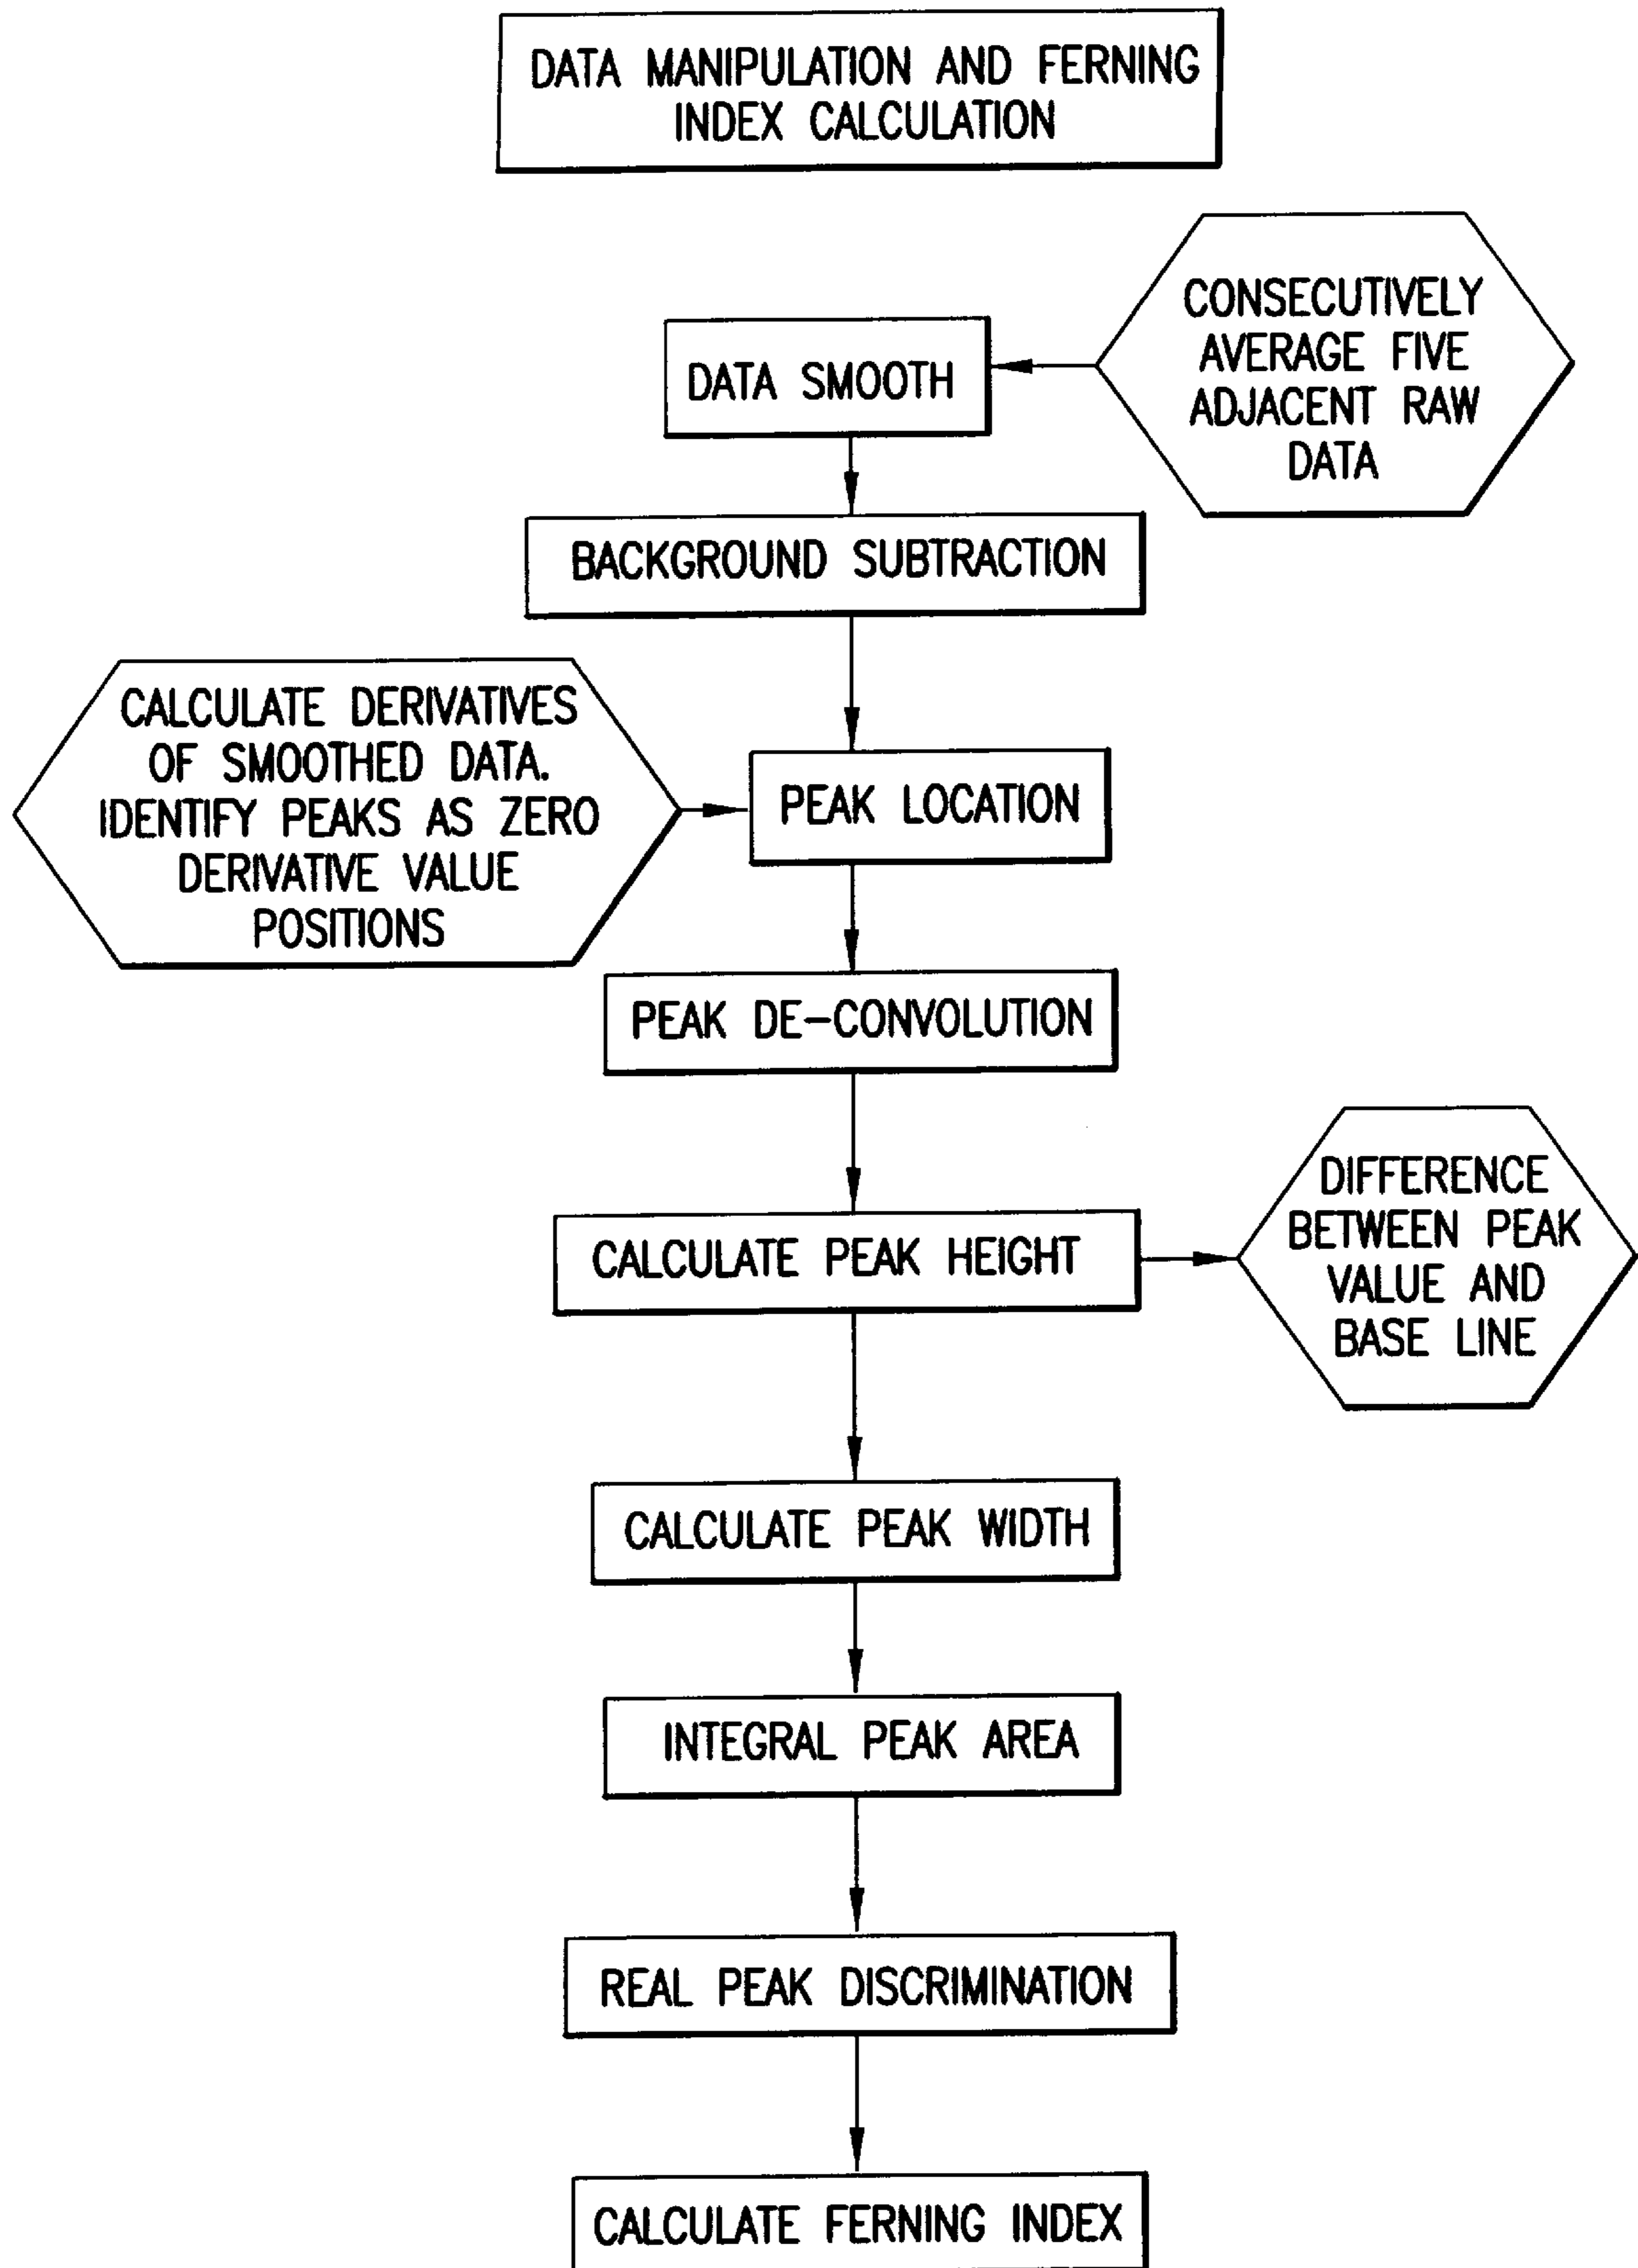 DATA MANIPULATION AND FERNING
INDEX CALCULATION
CONSECUTIVELY
AVERAGE FIVE
ADJACENT RAW
DATA
DATA SMOOTH
BACKGROUND SUBTRACTION
CALCULATE DERIVATIVES
OF SMOOTHED DATA.
IDENTIFY PEAKS AS ZERO
DERIVATIVE VALUE
POSITIONS
PEAK LOCATION
PEAK DE-CONVOLUTION
CALCULATE PEAK HEIGHT
DIFFERENCE
BETWEEN PEAK
VALUE AND
BASE LINE
CALCULATE PEAK WIDTH
INTEGRAL PEAK AREA
REAL PEAK DISCRIMINATION
CALCULATE FERNING INDEX